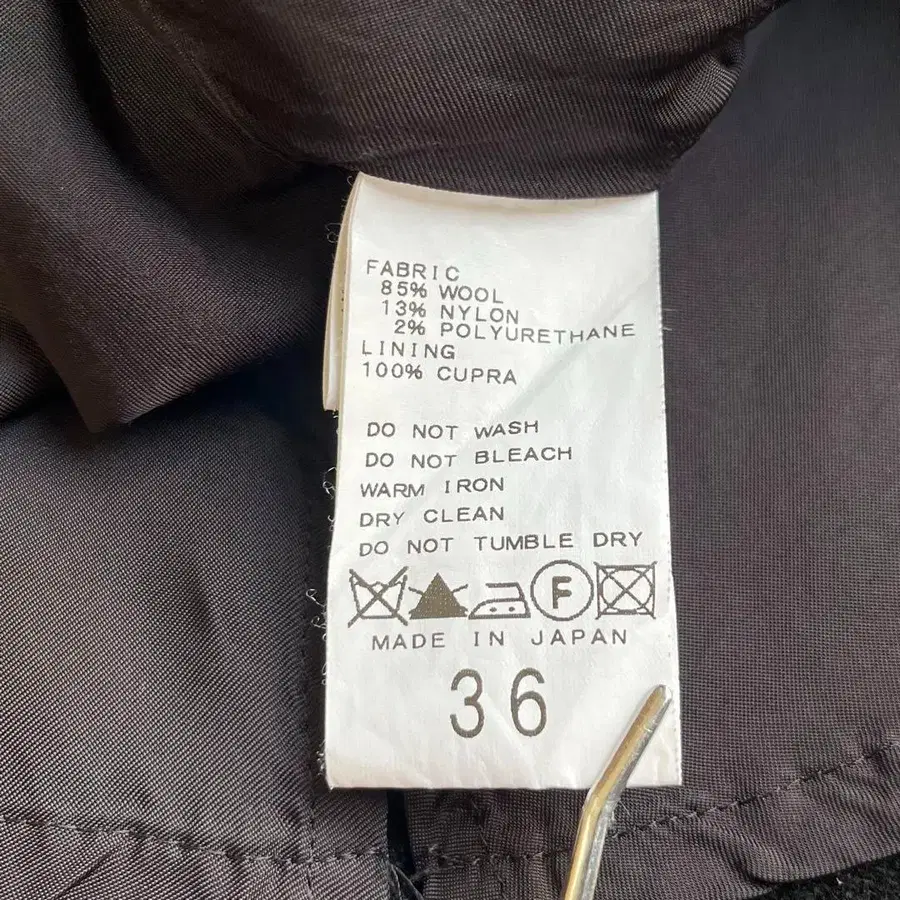 FABRIC
85% WOOL
13% NYLON
2% POLYURETHANE
LINING
100% CUPRA
DO NOT WASH
DO NOT BLEACH
WARM IRON
DRY CLEAN
DO NOT TUMBLE DRY
F
MADE IN JAPAN
36